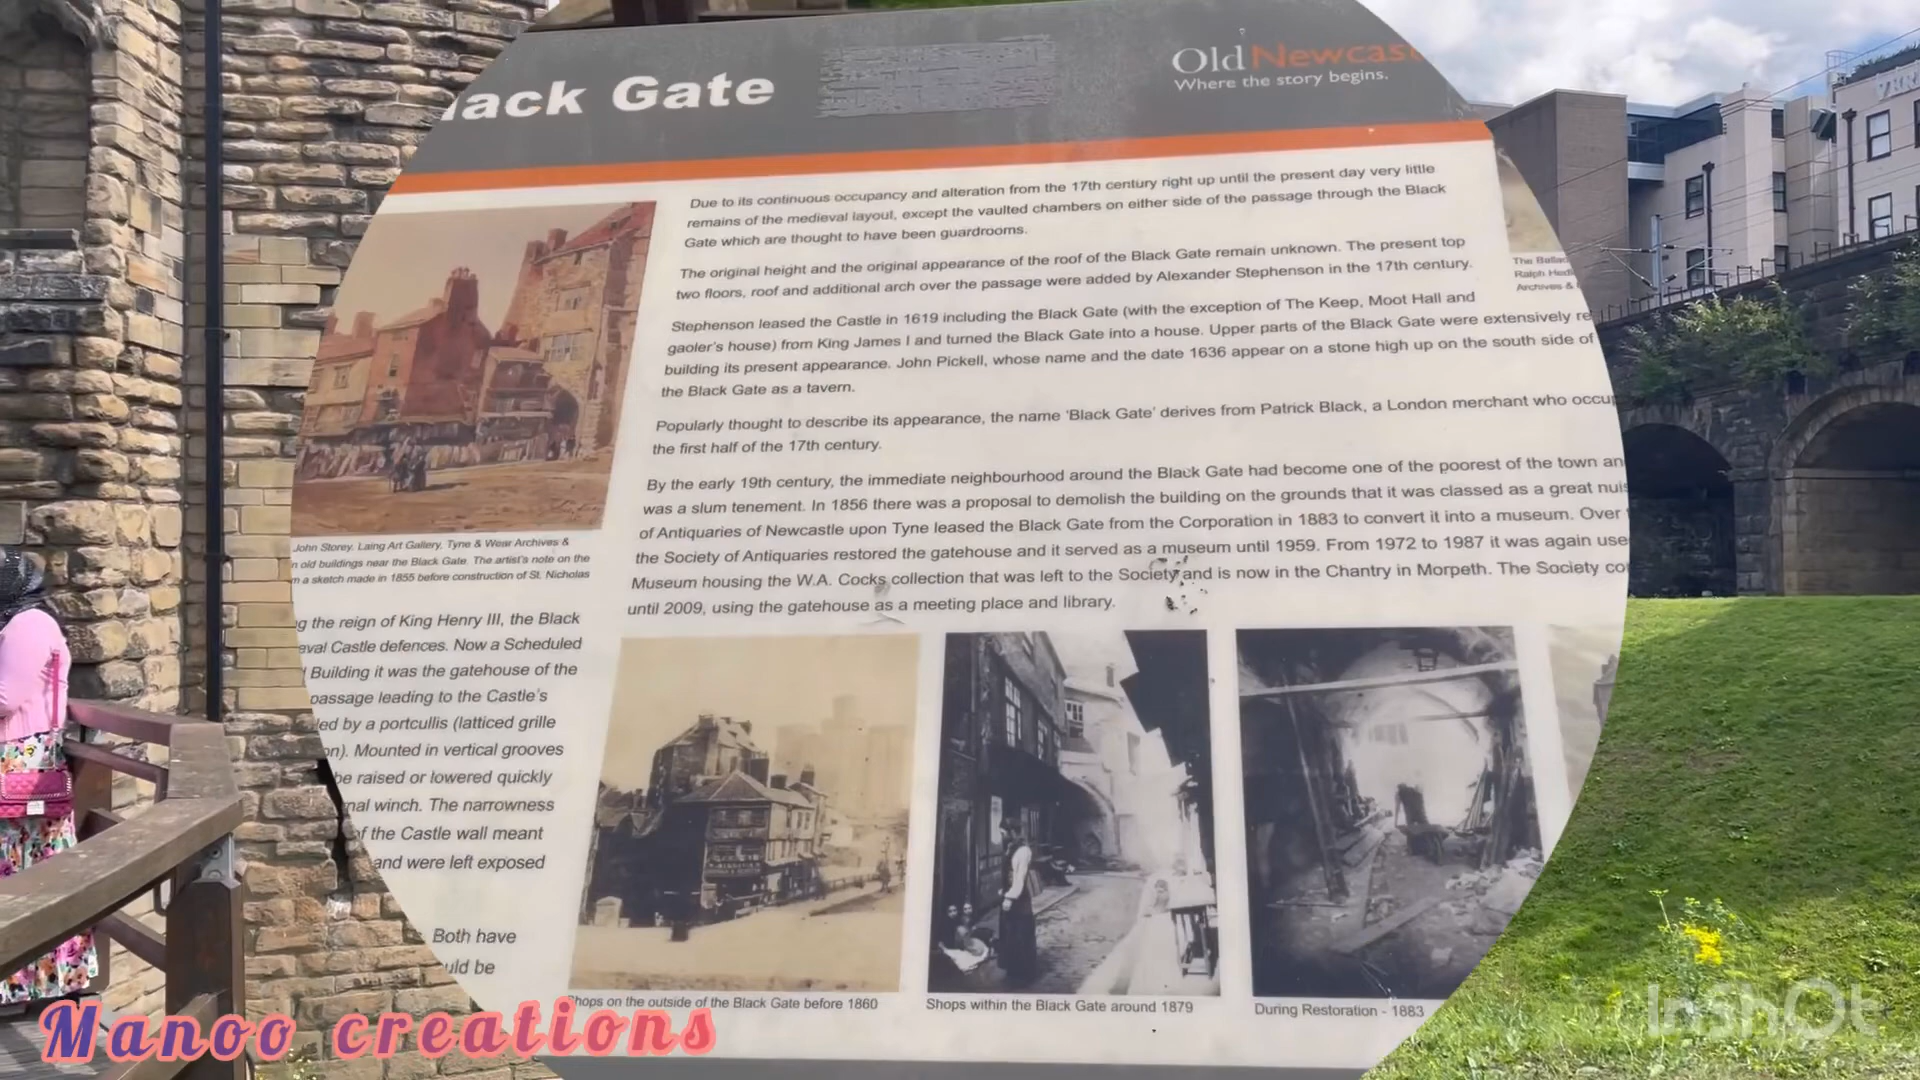 lack Gate
Old Newcast
Where the story begins.
Due to its continuous occupancy and alteration from the 17th century right up until the present day very little
remains of the medieval layout, except the vaulted chambers on either side of the passage through the Black
Gate which are thought to have been guardrooms.
The original height and the original appearance of the roof of the Black Gate remain unknown. The present top
two floors, roof and additional arch over the passage were added by Alexander Stephenson in the 17th century.
Stephenson leased the Castle in 1619 including the Black Gate (with the exception of The Keep, Moot Hall and
gaoler's house) from King James I and turned the Black Gate into a house. Upper parts of the Black Gate were extensively re
building its present appearance. John Pickell, whose name and the date 1636 appear on a stone high up on the south side of
the Black Gate as a tavern.
Popularly thought to describe its appearance, the name 'Black Gate' derives from Patrick Black, a London merchant who occup
the first half of the 17th century.
By the early 19th century, the immediate neighbourhood around the Black Gate had become one of the poorest of the town an
was a slum tenement. In 1856 there was a proposal to demolish the building on the grounds that it was classed as a great nuis
of Antiquaries of Newcastle upon Tyne leased the Black Gate from the Corporation in 1883 to convert it into a museum. Over
the Society of Antiquaries restored the gatehouse and it served as a museum until 1959. From 1972 to 1987 it was again use
Museum housing the W.A. Cocks collection that was left to the Society and is now in the Chantry in Morpeth. The Society co
until 2009, using the gatehouse as a meeting place and library.
The Ballad
Ralph Hedl
Archives &
John Storey. Laing Art Gallery, Tyne & Wear Archives &
n old buildings near the Black Gate. The artist's note on the
n a sketch made in 1855 before construction of St. Nicholas
g the reign of King Henry III, the Black
eval Castle defences. Now a Scheduled
Building it was the gatehouse of the
passage leading to the Castle's
led by a portcullis (latticed grille
on). Mounted in vertical grooves
be raised or lowered quickly
nal winch. The narrowness
of the Castle wall meant
and were left exposed
Both have
uld be
Shops on the outside of the Black Gate before 1860
Shops within the Black Gate around 1879
During Restoration - 1883
Manoo creations
InShOt